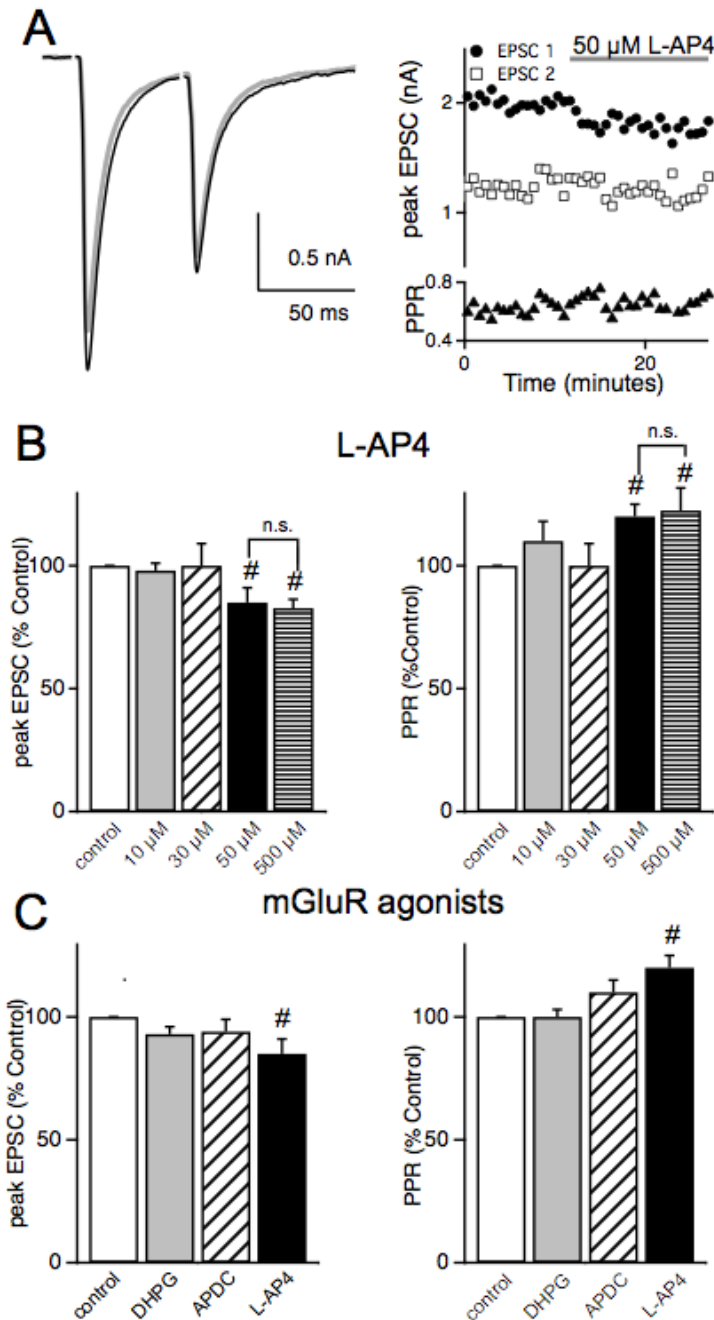 A
0.5 nA
50 ms
EPSC 1
EPSC 2
50 µM L-AP4
peak EPSC (nA)
2
1
PPR
0.8
0.4
0
20
Time (minutes)
B
L-AP4
peak EPSC (% Control)
100
50
0
n.s.
#
#
control
10 µM
30 µM
50 µM
500 µM
PPR (%Control)
100
50
0
n.s.
#
#
control
10 µM
30 µM
50 µM
500 µM
C
mGluR agonists
peak EPSC (% Control)
100
50
0
#
control
DHPG
APDC
L-AP4
PPR (% Control)
100
50
0
#
control
DHPG
APDC
L-AP4